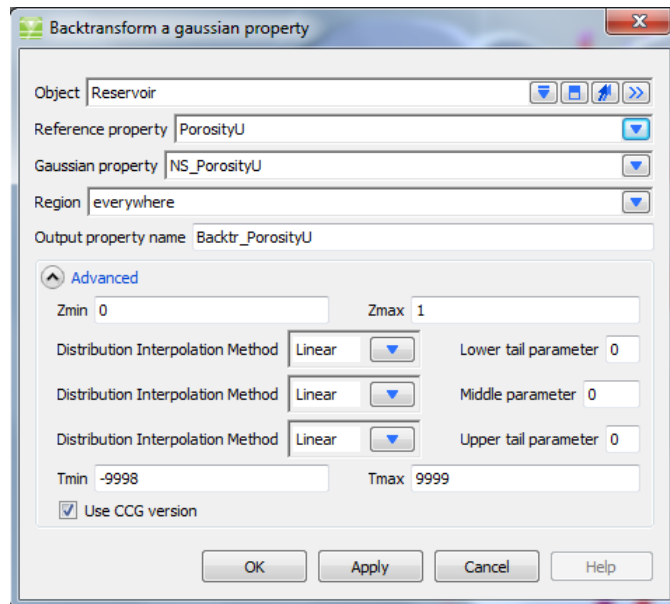 Backtransform a gaussian property
Object Reservoir
Reference property PorosityU
Gaussian property NS_PorosityU
Region everywhere
Output property name Backtr_PorosityU
Advanced
Zmin 0 Zmax 1
Distribution Interpolation Method Linear Lower tail parameter 0
Distribution Interpolation Method Linear Middle parameter 0
Distribution Interpolation Method Linear Upper tail parameter 0
Tmin -9998 Tmax 9999
Use CCG version
OK Apply Cancel Help